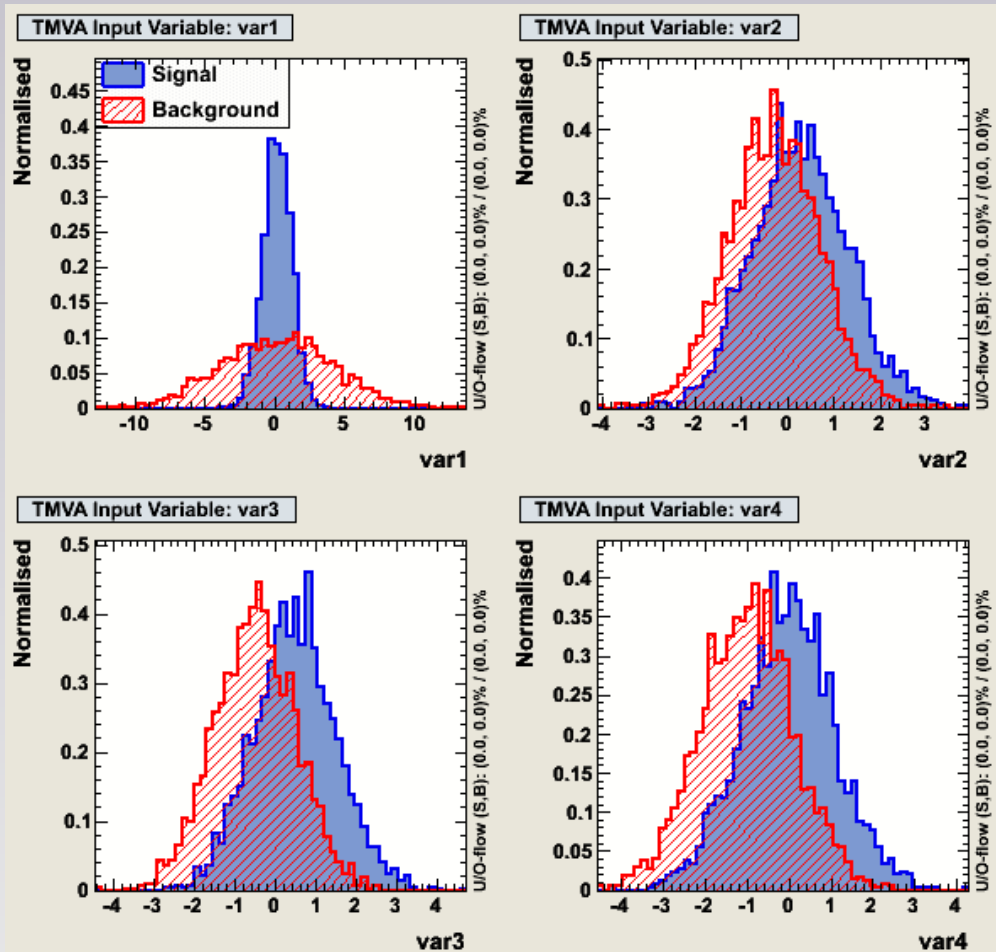 TMVA Input Variable: var1
Normalised
0.45
0.4
0.35
0.3
0.25
0.2
0.15
0.1
0.05
0
Signal
Background
-10 -5 0 5 10
var1
U/O-flow (S,B): (0.0, 0.0)% / (0.0, 0.0)%
TMVA Input Variable: var2
Normalised
0.5
0.4
0.3
0.2
0.1
0
-4 -3 -2 -1 0 1 2 3
var2
U/O-flow (S,B): (0.0, 0.0)% / (0.0, 0.0)%
TMVA Input Variable: var3
Normalised
0.5
0.4
0.3
0.2
0.1
0
-4 -3 -2 -1 0 1 2 3 4
var3
U/O-flow (S,B): (0.0, 0.0)% / (0.0, 0.0)%
TMVA Input Variable: var4
Normalised
0.4
0.35
0.3
0.25
0.2
0.15
0.1
0.05
0
-4 -3 -2 -1 0 1 2 3 4
var4
U/O-flow (S,B): (0.0, 0.0)% / (0.0, 0.0)%